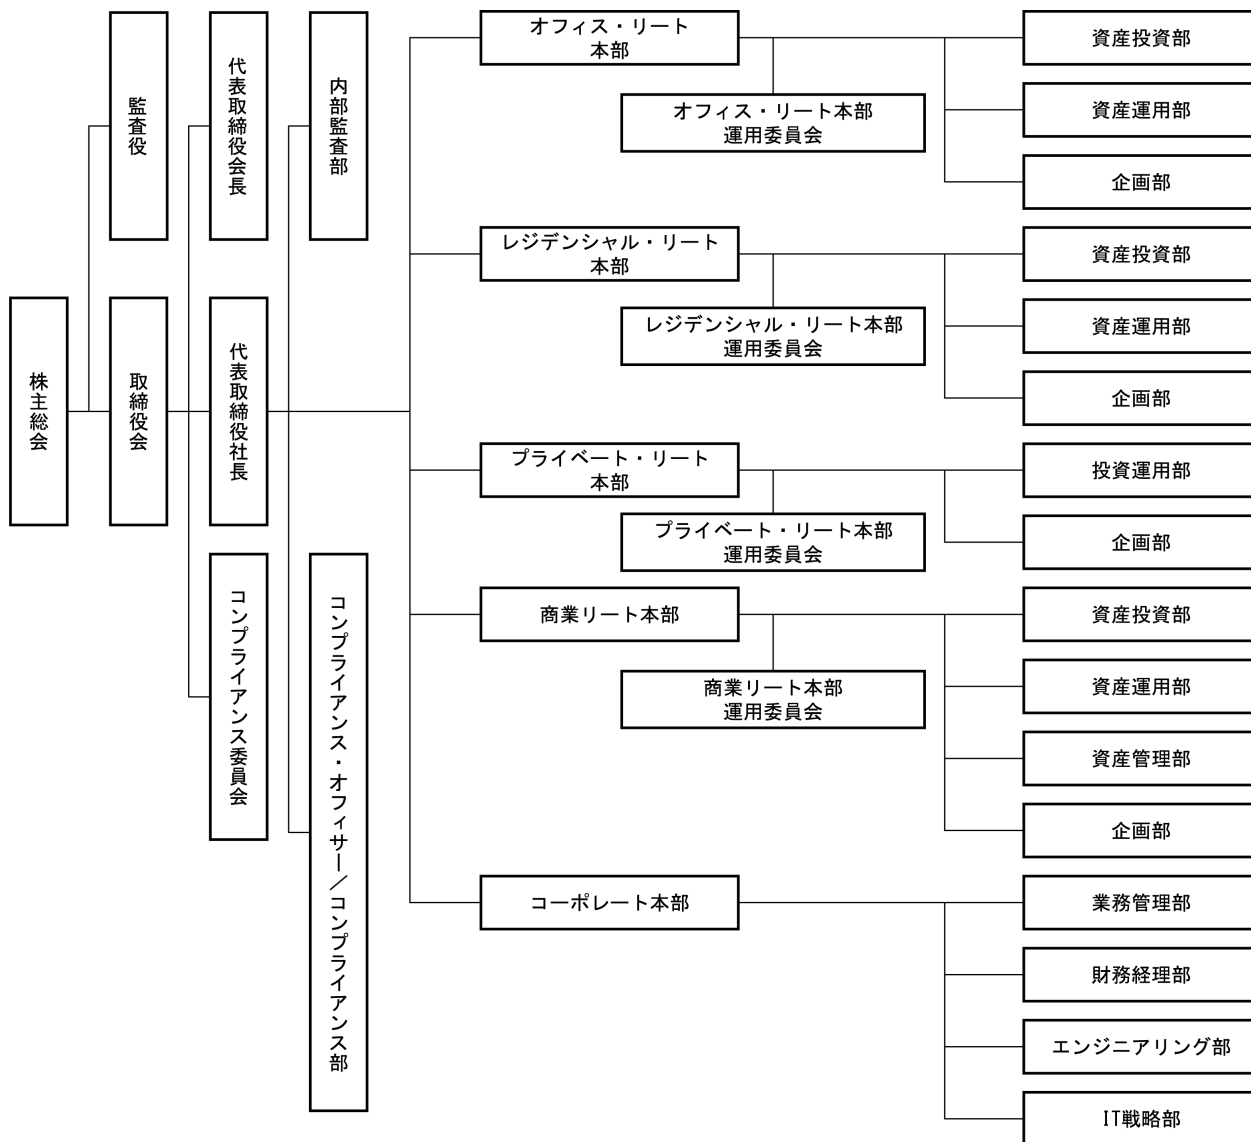 株主総会
監査役
取締役会
代表取締役会長
代表取締役社長
コンプライアンス委員会
内部監査部
コンプライアンス・オフィサー／コンプライアンス部
オフィス・リート
本部
オフィス・リート本部
運用委員会
資産投資部
資産運用部
企画部
レジデンシャル・リート
本部
レジデンシャル・リート本部
運用委員会
資産投資部
資産運用部
企画部
プライベート・リート
本部
プライベート・リート本部
運用委員会
投資運用部
企画部
商業リート本部
商業リート本部
運用委員会
資産投資部
資産運用部
資産管理部
企画部
コーポレート本部
業務管理部
財務経理部
エンジニアリング部
IT戦略部